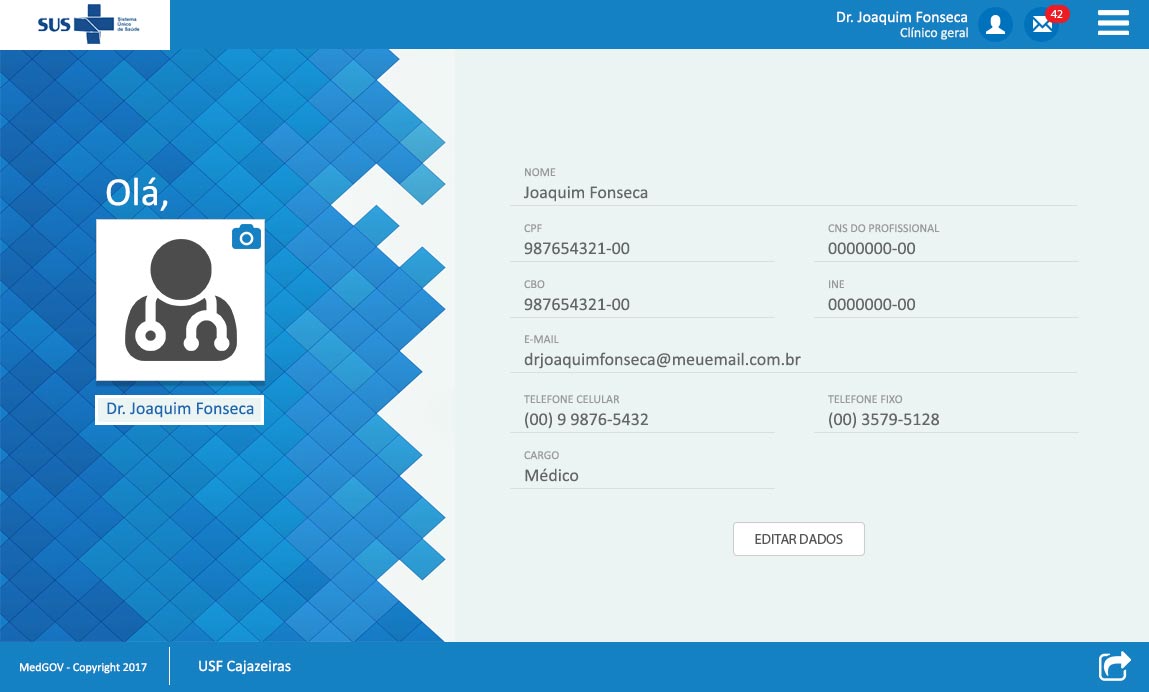 SUS
Sistema
Único
de Saúde
Dr. Joaquim Fonseca
Clínico geral
42
Olá,
Dr. Joaquim Fonseca
NOME
Joaquim Fonseca
CPF
987654321-00
CNS DO PROFISSIONAL
0000000-00
CBO
987654321-00
INE
0000000-00
E-MAIL
drjoaquimfonseca@meuemail.com.br
TELEFONE CELULAR
(00) 9 9876-5432
TELEFONE FIXO
(00) 3579-5128
CARGO
Médico
EDITAR DADOS
MedGOV - Copyright 2017
USF Cajazeiras